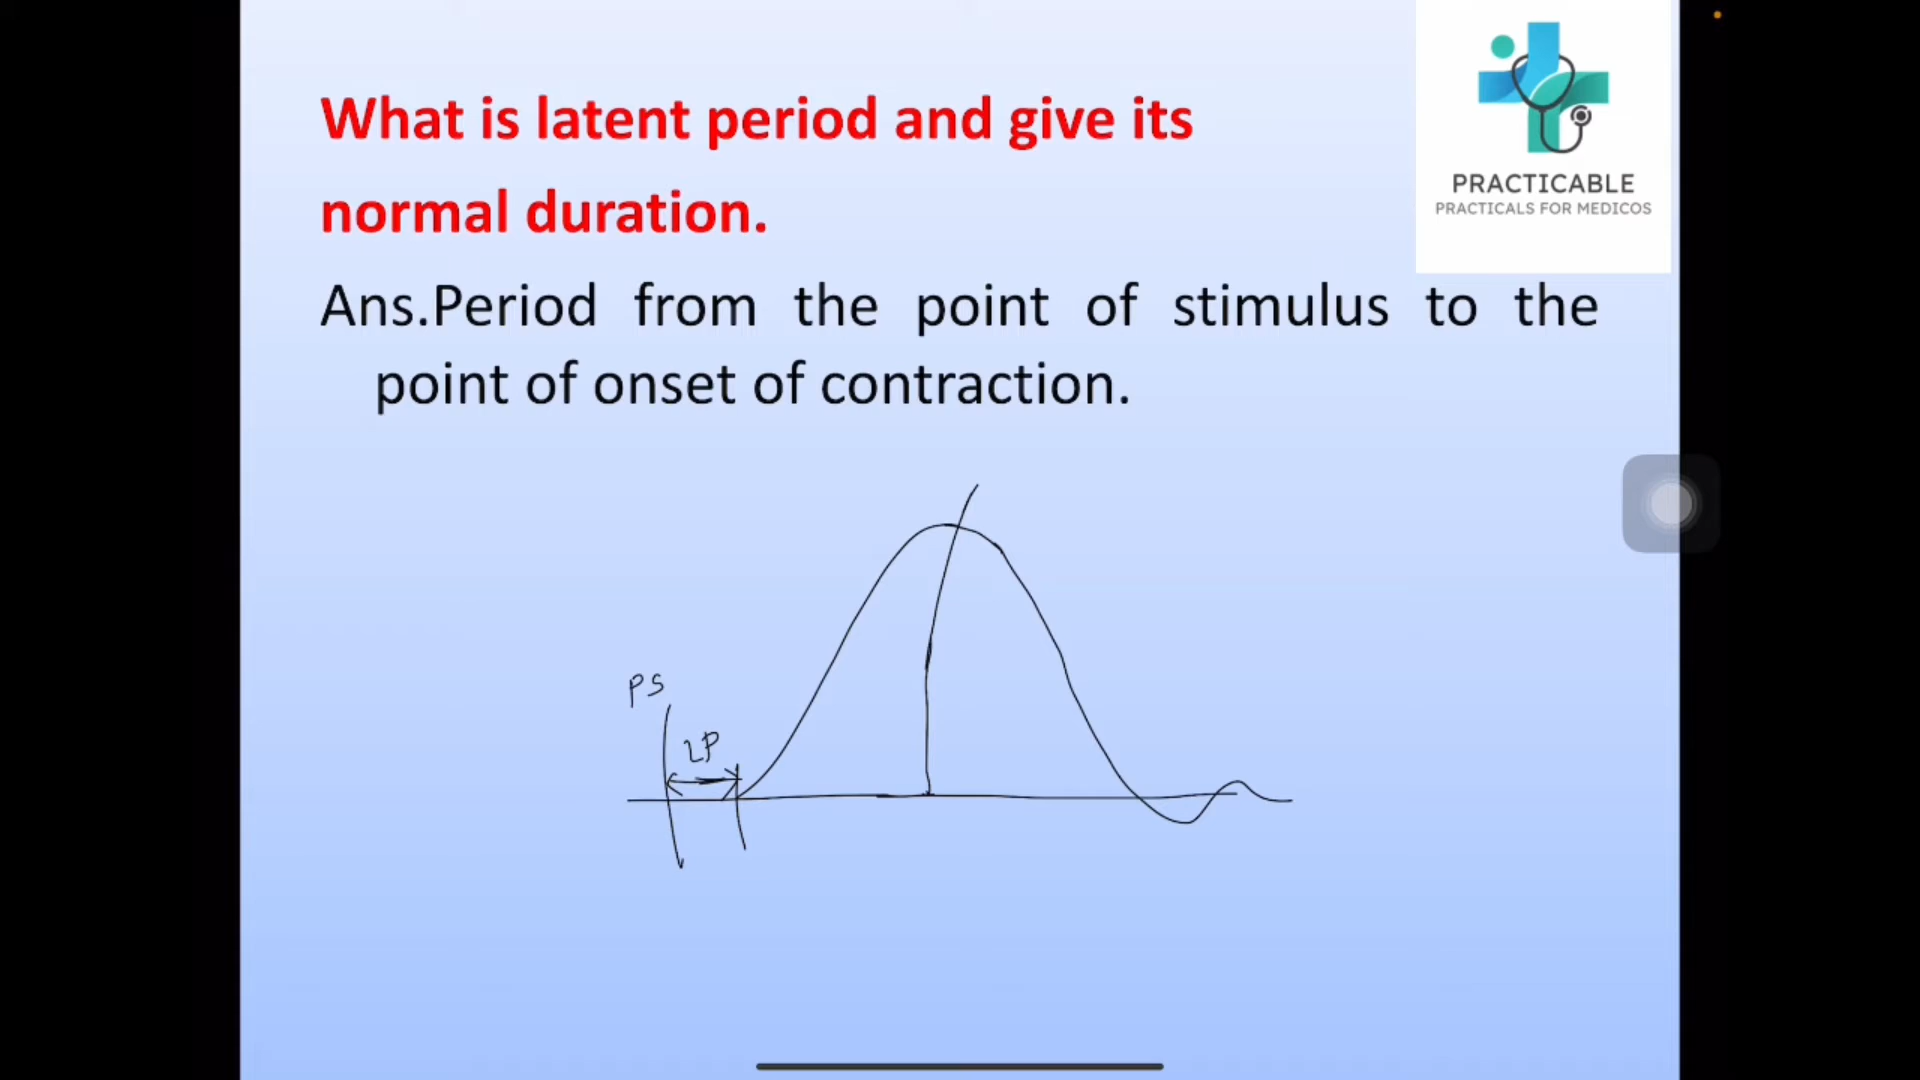 What is latent period and give its
normal duration.
Ans.Period from the point of stimulus to the
point of onset of contraction.
PRACTICABLE
PRACTICALS FOR MEDICOS
PS
LP